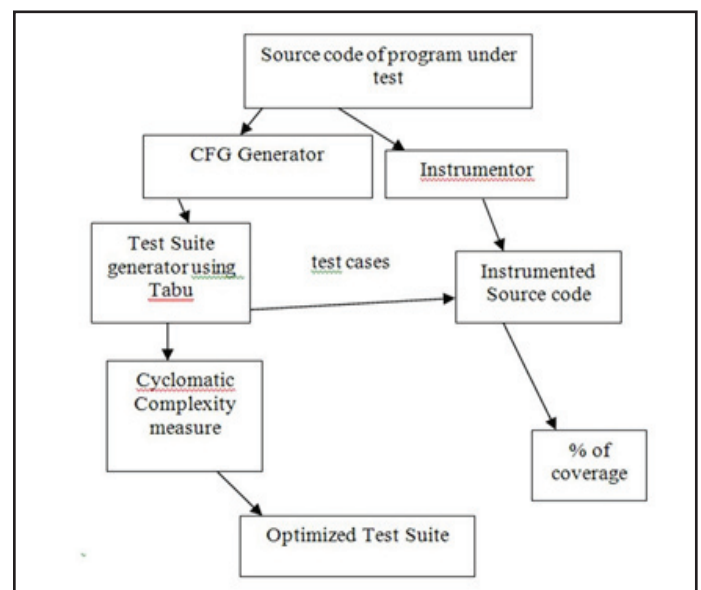 Source code of program under
test
CFG Generator
Instrumentor
Test Suite
generator using
Tabu
test cases
Instrumented
Source code
Cyclomatic
Complexity
measure
% of
coverage
Optimized Test Suite